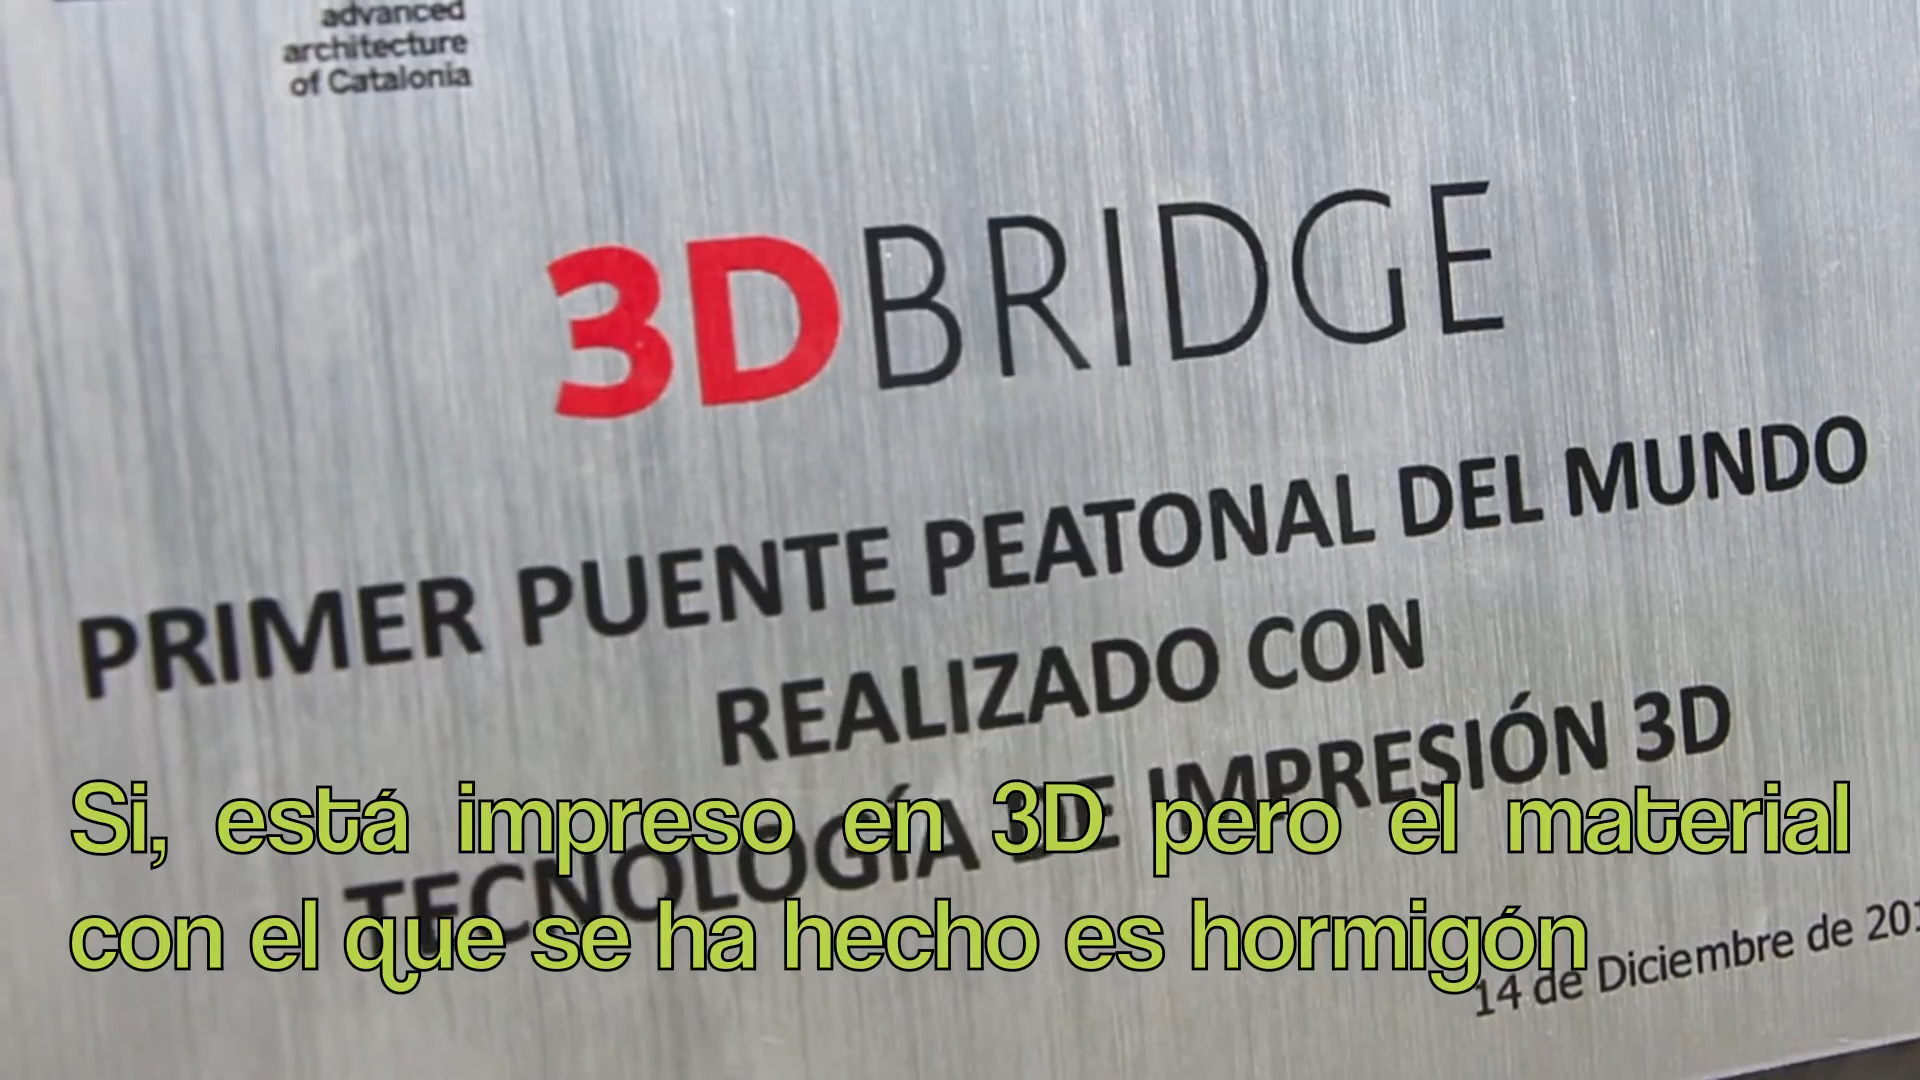 advanced
architecture
of Catalonia
3DBRIDGE
PRIMER PUENTE PEATONAL DEL MUNDO
REALIZADO CON
TECNOLOGÍA DE IMPRESIÓN 3D
Si, está impreso en 3D pero el material
con el que se ha hecho es hormigón
14 de Diciembre de